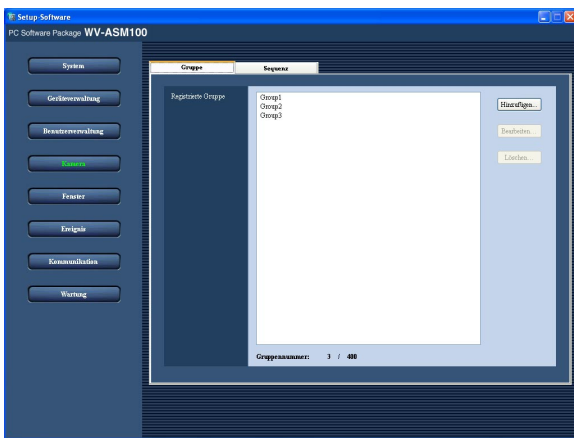 Setup-Software
PC Software Package WV-ASM100
System
Geräteverwaltung
Benutzerverwaltung
Kamera
Fenster
Ereignis
Kommunikation
Wartung
Gruppe
Sequenz
Registrierte Gruppe
Group1
Group2
Group3
Hinzufügen...
Bearbeiten...
Löschen...
Gruppennummer: 3 / 400